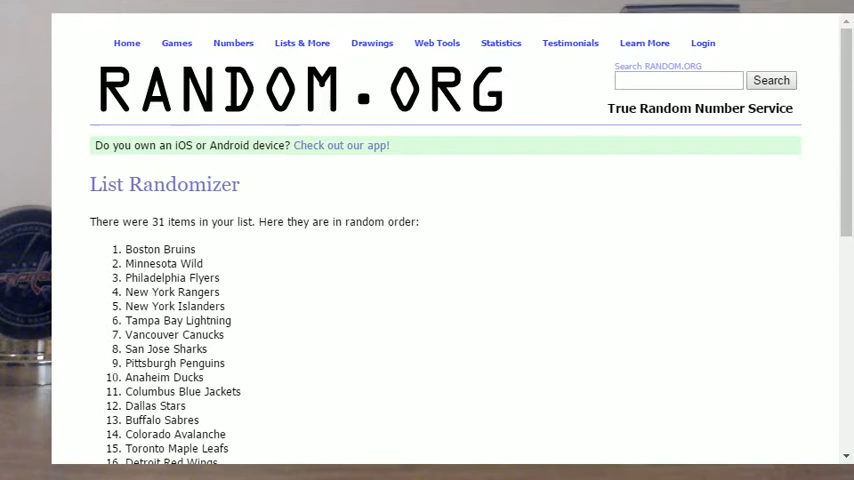 Home Games Numbers Lists & More Drawings Web Tools Statistics Testimonials Learn More Login
RANDOM.ORG
Search RANDOM.ORG
Search
True Random Number Service
Do you own an iOS or Android device? Check out our app!
List Randomizer
There were 31 items in your list. Here they are in random order:
1. Boston Bruins
2. Minnesota Wild
3. Philadelphia Flyers
4. New York Rangers
5. New York Islanders
6. Tampa Bay Lightning
7. Vancouver Canucks
8. San Jose Sharks
9. Pittsburgh Penguins
10. Anaheim Ducks
11. Columbus Blue Jackets
12. Dallas Stars
13. Buffalo Sabres
14. Colorado Avalanche
15. Toronto Maple Leafs
16. Detroit Red Wings